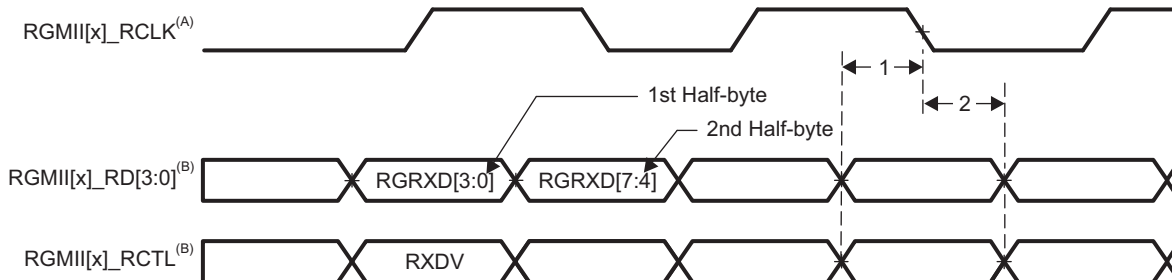 RGMII[x]_RCLK(A)
1
2
1st Half-byte
2nd Half-byte
RGMII[x]_RD[3:0](B)
RGRXD[3:0]
RGRXD[7:4]
RGMII[x]_RCTL(B)
RXDV